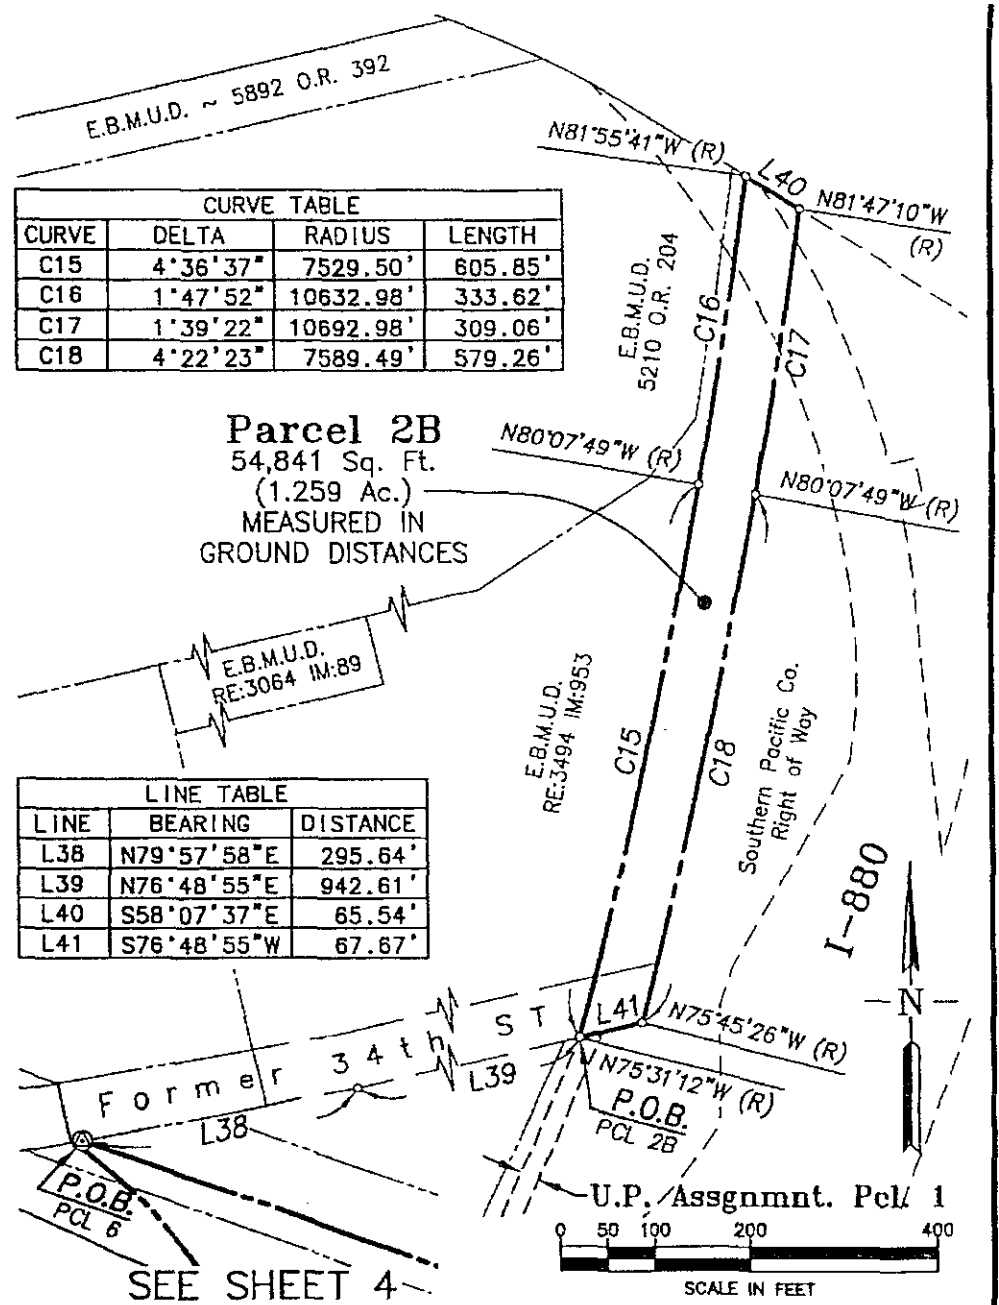 E.B.M.U.D. ~ 5892 O.R. 392
N81°55'41"W (R)
L40
N81°47'10"W
(R)
CURVE TABLE
CURVE DELTA RADIUS LENGTH
C15 4°36'37" 7529.50' 605.85'
C16 1°47'52" 10632.98' 333.62'
C17 1°39'22" 10692.98' 309.06'
C18 4°22'23" 7589.49' 579.26'
E.B.M.U.D.
5210 O.R. 204
C16
C17
Parcel 2B
54,841 Sq. Ft.
(1.259 Ac.)
MEASURED IN
GROUND DISTANCES
N80°07'49"W (R)
N80°07'49"W (R)
E.B.M.U.D.
RE:3064 IM:89
E.B.M.U.D.
RE:3494 IM:953
C15
C18
Southern Pacific Co.
Right of Way
LINE TABLE
LINE BEARING DISTANCE
L38 N79°57'58"E 295.64'
L39 N76°48'55"E 942.61'
L40 S58°07'37"E 65.54'
L41 S76°48'55"W 67.67'
I-880
N
Former 34th ST
L41
N75°45'26"W (R)
L39
N75°31'12"W (R)
P.O.B.
PCL 2B
L38
P.O.B.
PCL 6
U.P. Assgnmnt. Pcl. 1
0 50 100 200 400
SCALE IN FEET
SEE SHEET 4